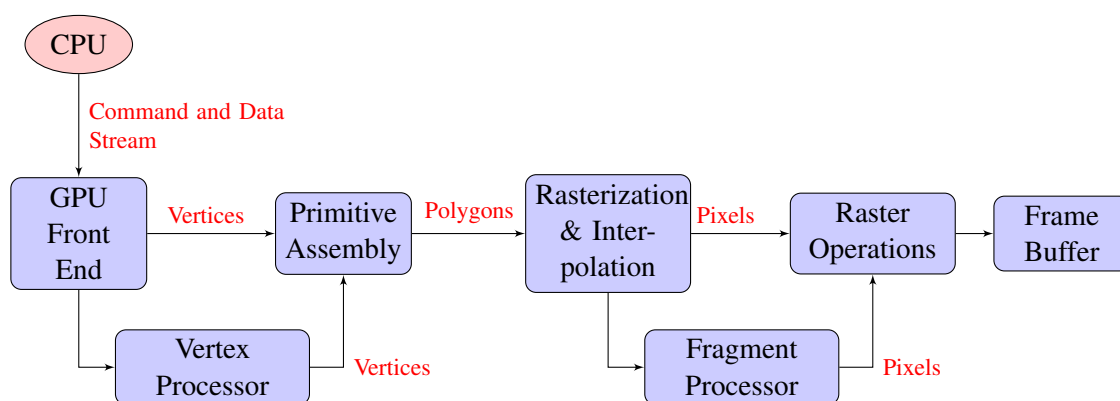 CPU
Command and Data
Stream
GPU
Front
End
Vertices
Primitive
Assembly
Polygons
Rasterization
& Inter-
polation
Pixels
Raster
Operations
Frame
Buffer
Vertex
Processor
Vertices
Fragment
Processor
Pixels